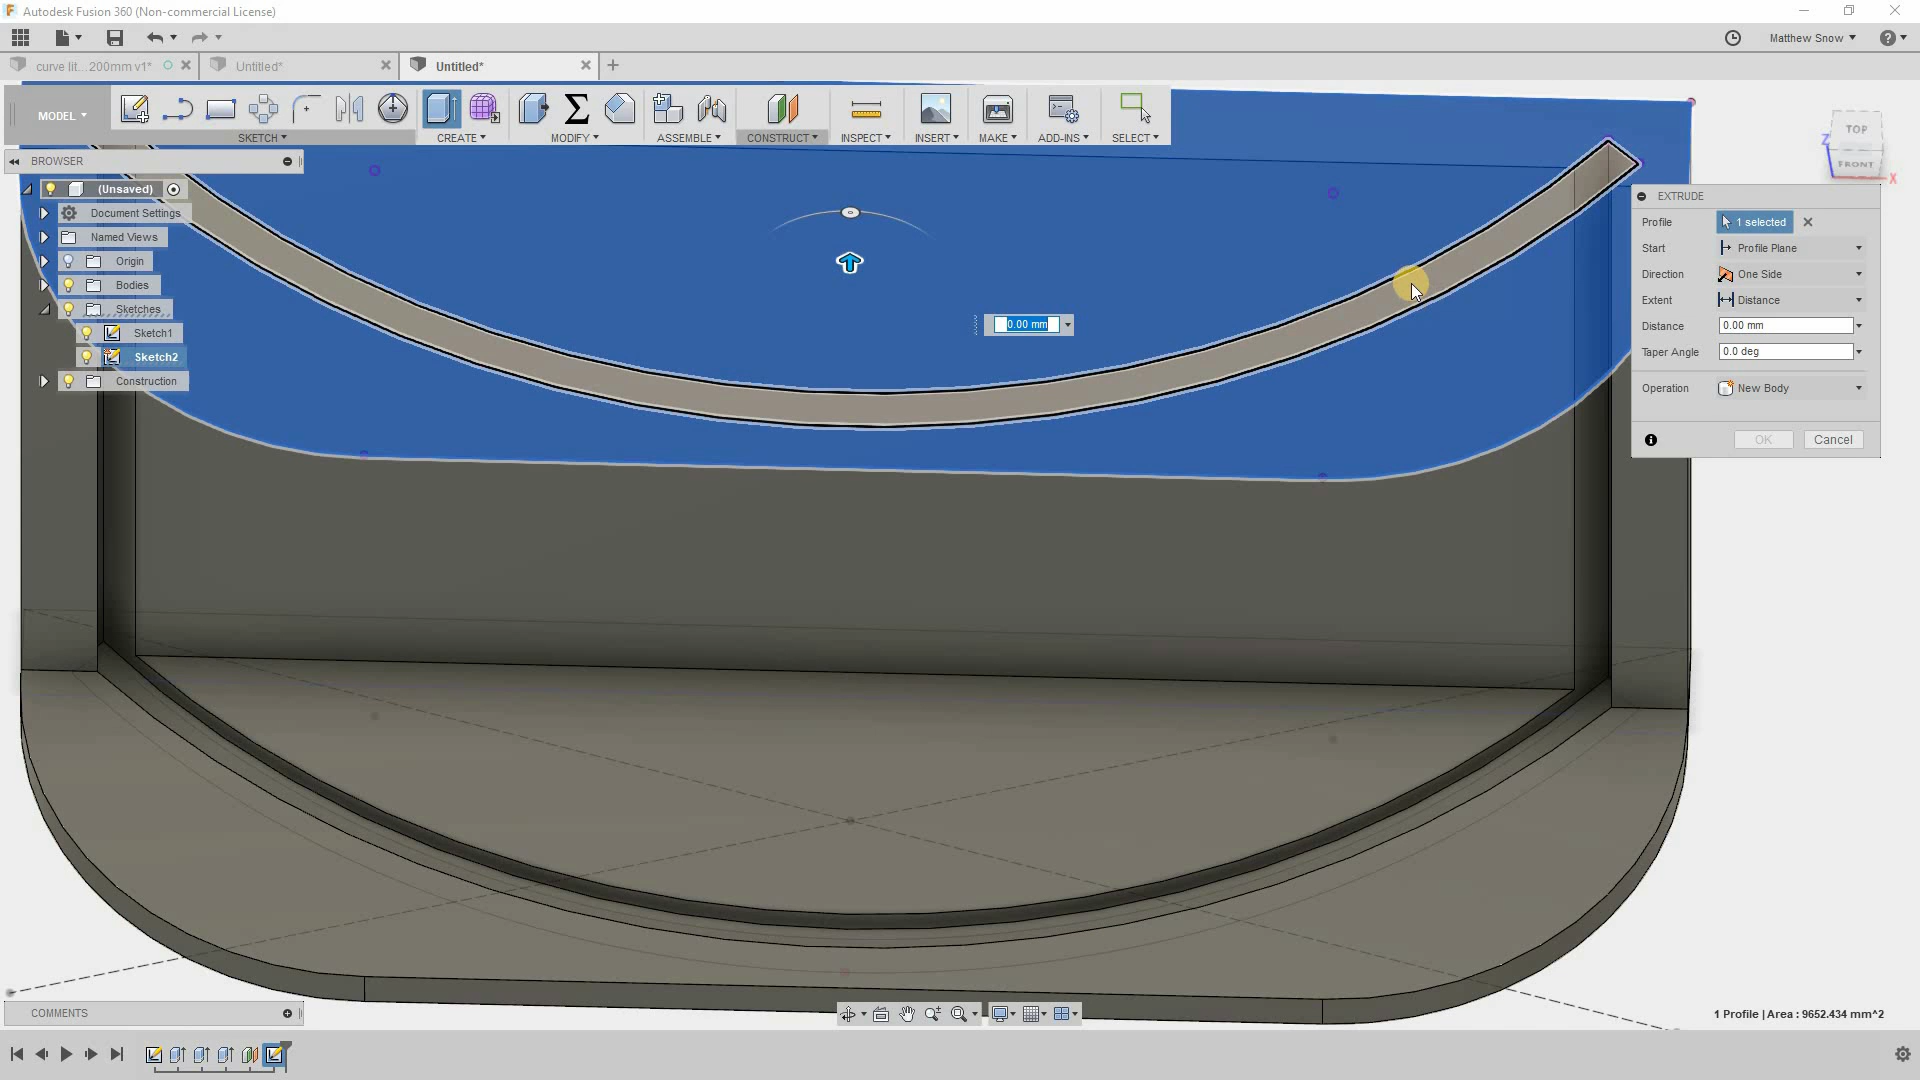 Autodesk Fusion 360 (Non-commercial License)
Matthew Snow
curve lit...200mm v1*
Untitled*
Untitled*
MODEL
SKETCH
CREATE
MODIFY
ASSEMBLE
CONSTRUCT
INSPECT
INSERT
MAKE
ADD-INS
SELECT
BROWSER
(Unsaved)
Document Settings
Named Views
Origin
Bodies
Sketches
Sketch1
Sketch2
Construction
TOP
FRONT
Z
X
EXTRUDE
Profile
1 selected
Start
Profile Plane
Direction
One Side
Extent
Distance
Distance
0.00 mm
Taper Angle
0.0 deg
Operation
New Body
OK
Cancel
0.00 mm
COMMENTS
1 Profile | Area : 9652.434 mm^2